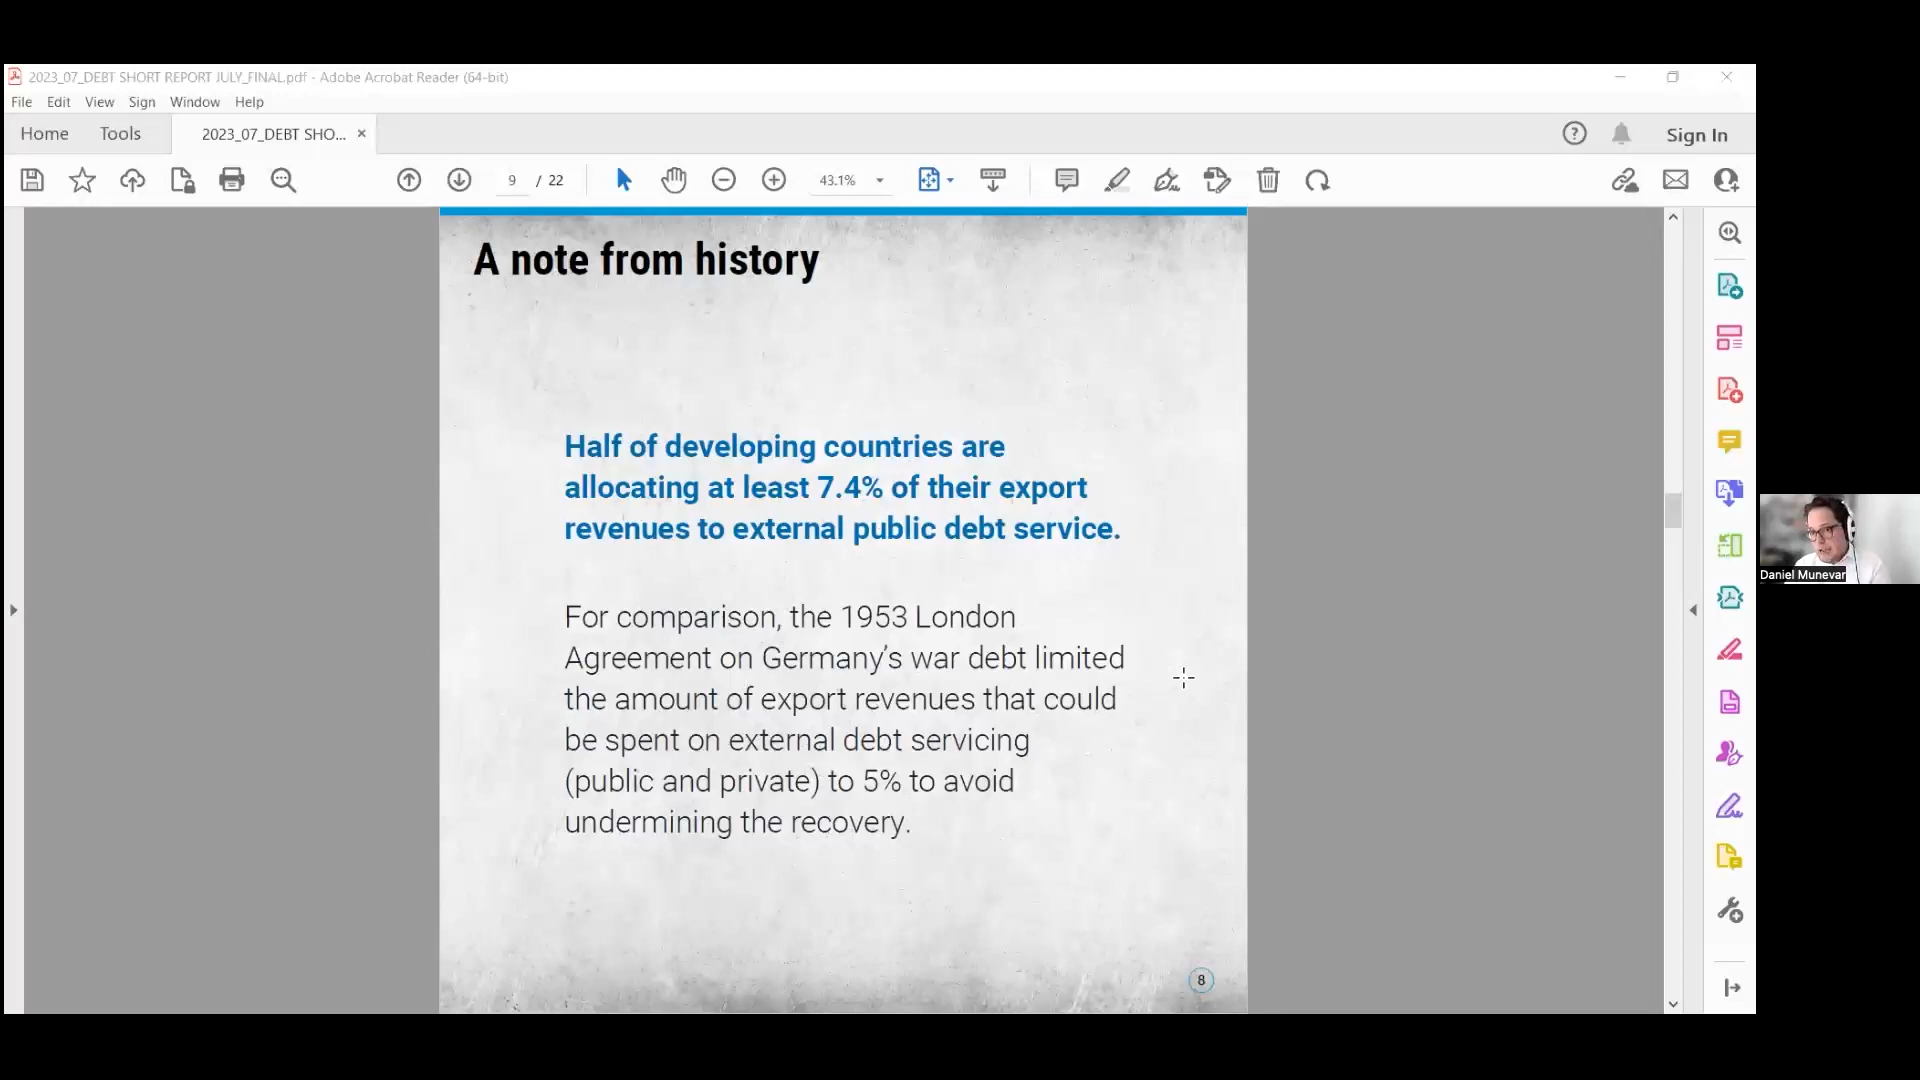 2023_07_DEBT SHORT REPORT JULY_FINAL.pdf - Adobe Acrobat Reader (64-bit)
File Edit View Sign Window Help
Home Tools 2023_07_DEBT SHO... ×
Sign In
9 / 22
43.1%
A note from history
Half of developing countries are
allocating at least 7.4% of their export
revenues to external public debt service.
For comparison, the 1953 London
Agreement on Germany’s war debt limited
the amount of export revenues that could
be spent on external debt servicing
(public and private) to 5% to avoid
undermining the recovery.
8
Daniel Munevar